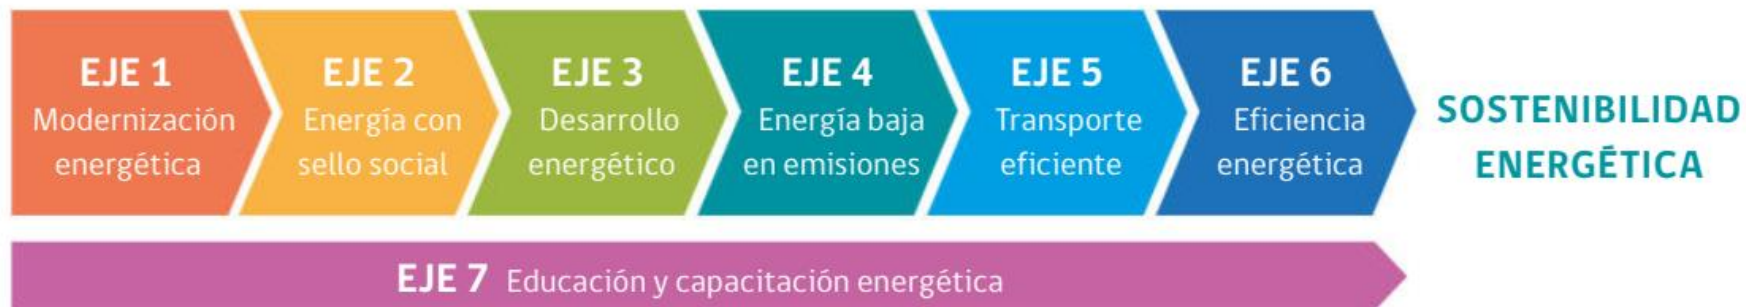 EJE 1
Modernización
energética
EJE 2
Energía con
sello social
EJE 3
Desarrollo
energético
EJE 4
Energía baja
en emisiones
EJE 5
Transporte
eficiente
EJE 6
Eficiencia
energética
SOSTENIBILIDAD
ENERGÉTICA
EJE 7 Educación y capacitación energética